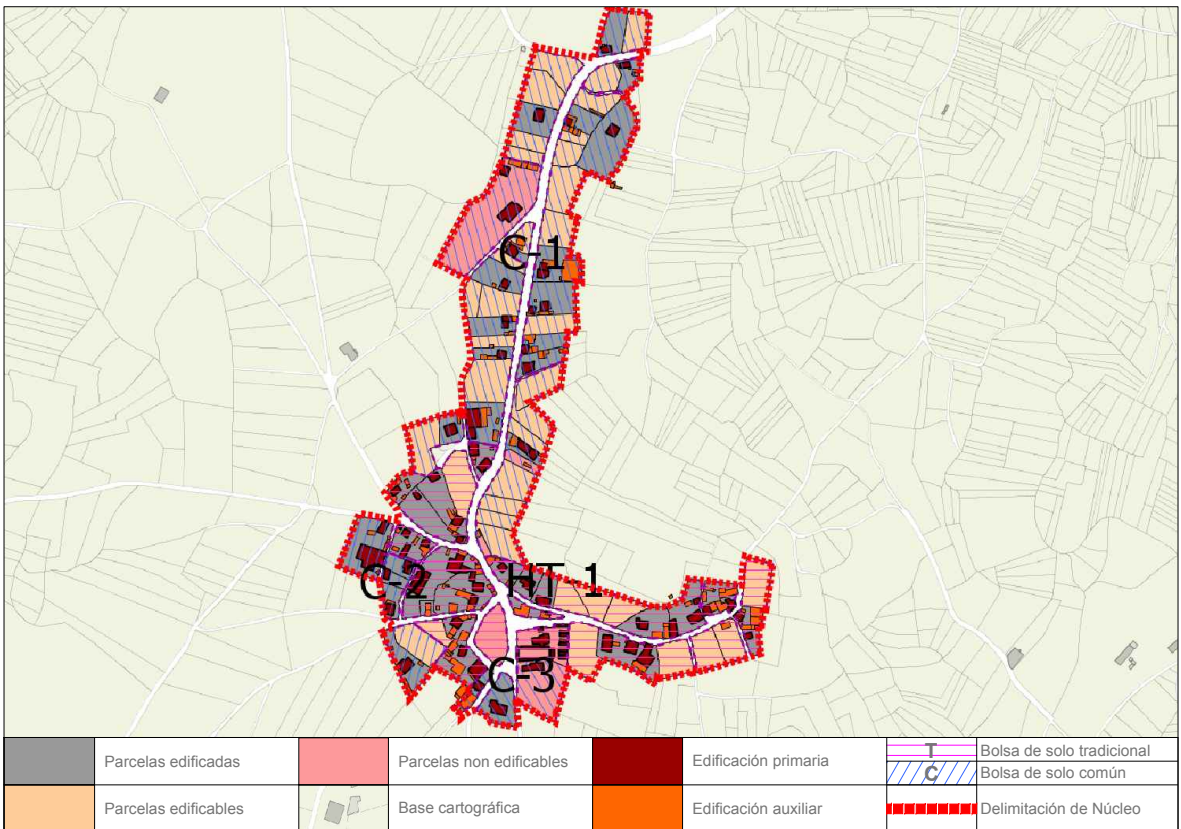 C-1
C-2
HT-1
C-3
Parcelas edificadas
Parcelas non edificables
Edificación primaria
T
Bolsa de solo tradicional
C
Bolsa de solo común
Parcelas edificables
Base cartográfica
Edificación auxiliar
Delimitación de Núcleo